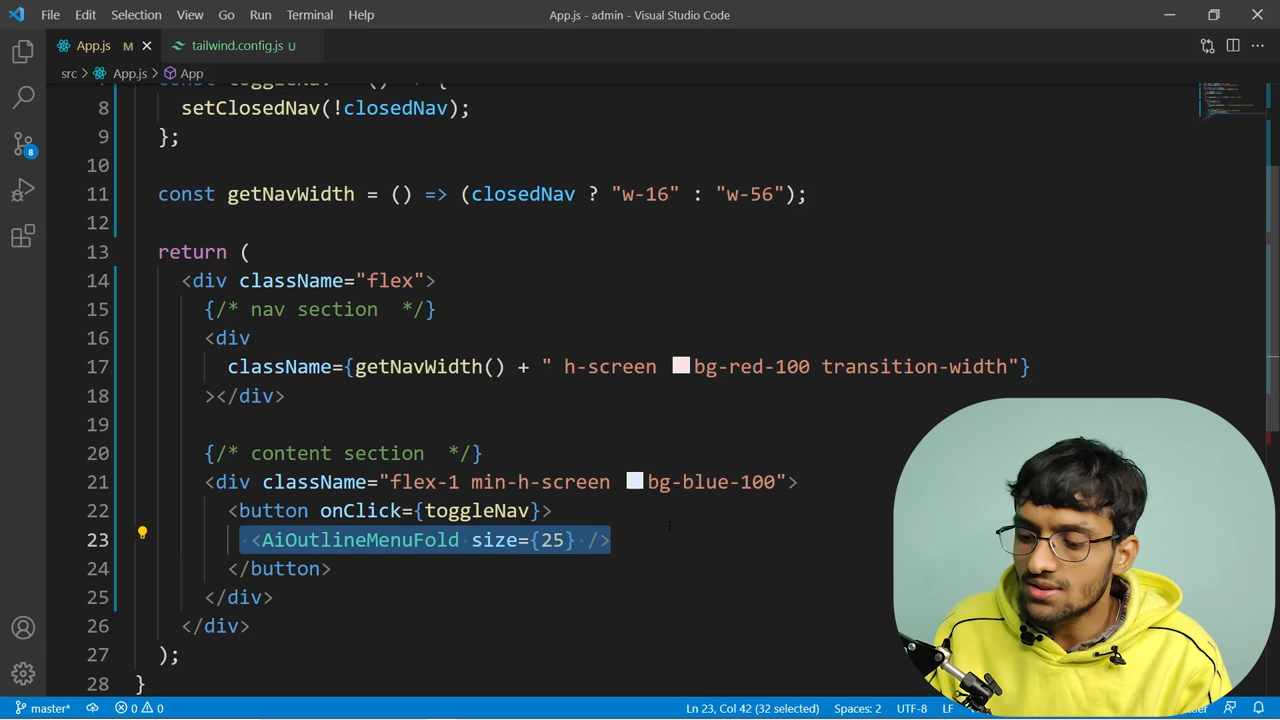 File Edit Selection View Go Run Terminal Help App.js - admin - Visual Studio Code
App.js M tailwind.config.js U
src > App.js > App
8 setClosedNav(!closedNav);
9 };
10
11 const getNavWidth = () => (closedNav ? "w-16" : "w-56");
12
13 return (
14 <div className="flex">
15 {/* nav section */}
16 <div
17 className={getNavWidth() + " h-screen bg-red-100 transition-width"}
18 ></div>
19
20 {/* content section */}
21 <div className="flex-1 min-h-screen bg-blue-100">
22 <button onClick={toggleNav}>
23 <AiOutlineMenuFold size={25} />
24 </button>
25 </div>
26 </div>
27 );
28 }
8
master* 0 0 Ln 23, Col 42 (32 selected) Spaces: 2 UTF-8 LF